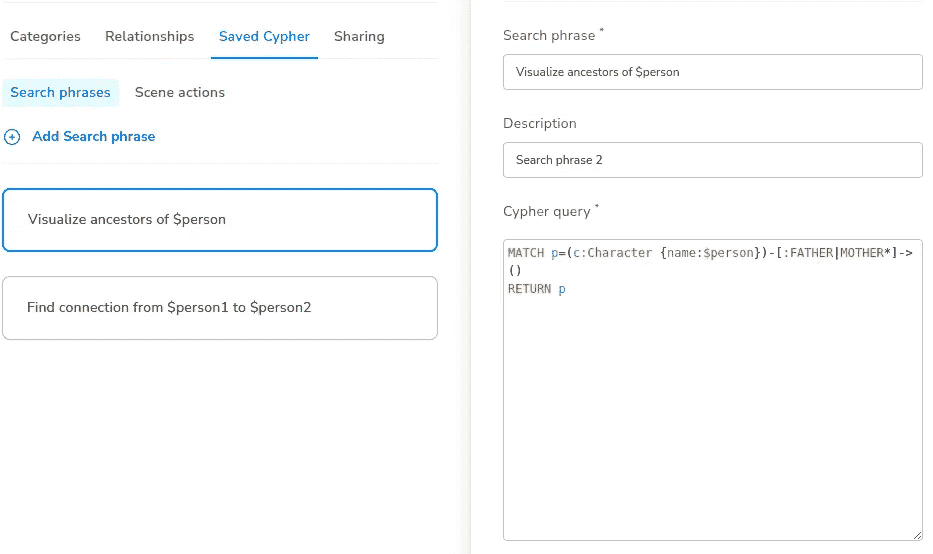 Categories Relationships Saved Cypher Sharing
Search phrases Scene actions
Add Search phrase
Visualize ancestors of $person
Find connection from $person1 to $person2
Search phrase *
Visualize ancestors of $person
Description
Search phrase 2
Cypher query *
MATCH p=(c:Character {name:$person})-[:FATHER|MOTHER*]->
()
RETURN p